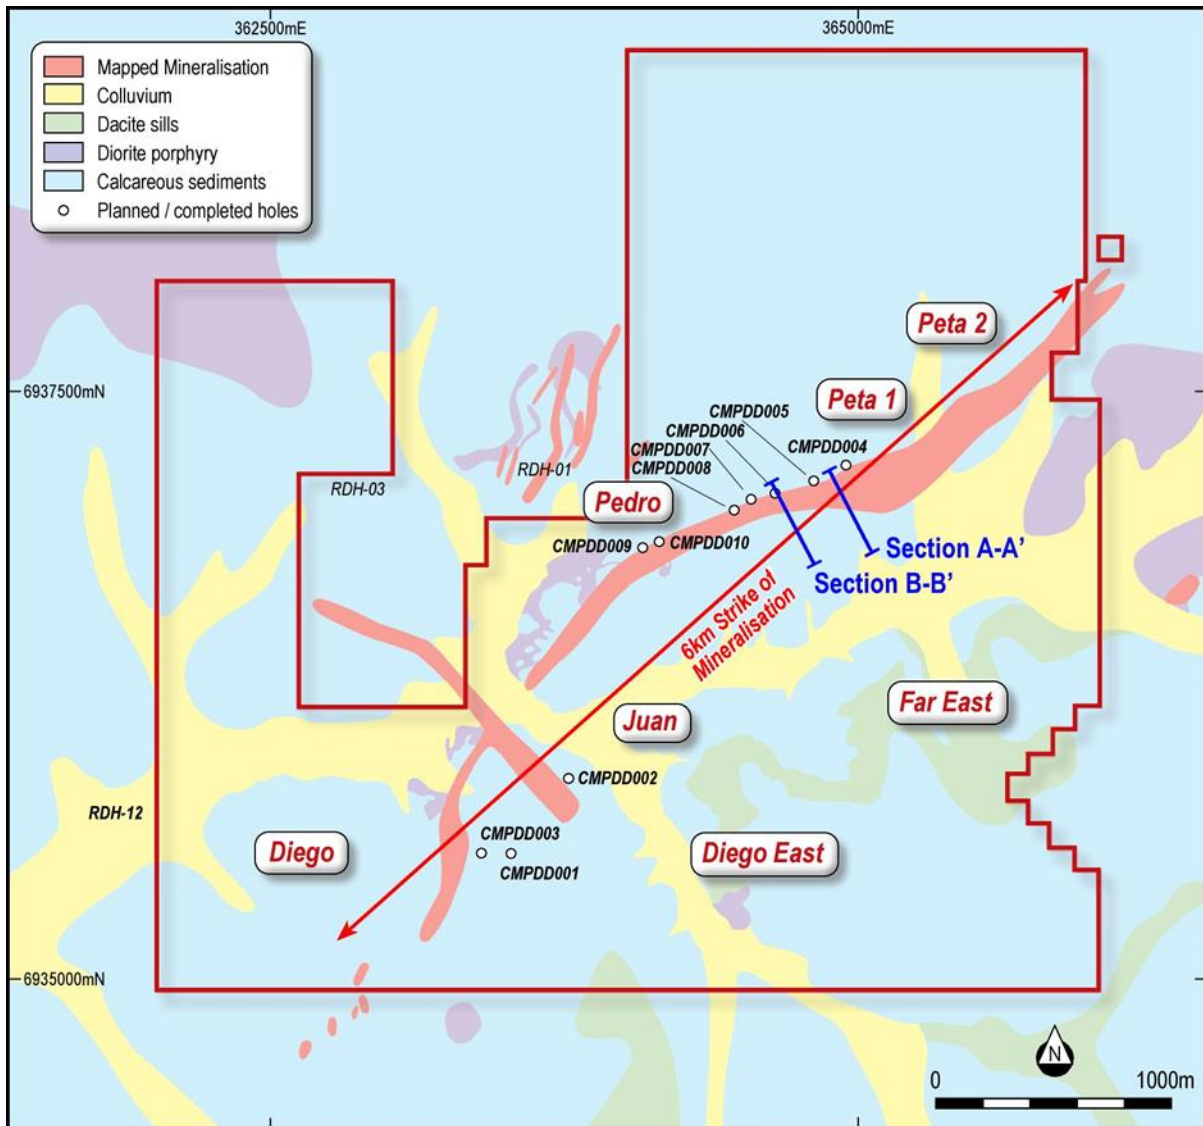 362500mE
365000mE
Mapped Mineralisation
Colluvium
Dacite sills
Diorite porphyry
Calcareous sediments
Planned / completed holes
Peta 2
6937500mN
Peta 1
CMPDD005
CMPDD006
CMPDD004
CMPDD007
CMPDD008
RDH-01
RDH-03
Pedro
CMPDD009
CMPDD010
Section A-A’
Section B-B’
6km Strike of
Mineralisation
Far East
Juan
CMPDD002
RDH-12
CMPDD003
Diego
Diego East
CMPDD001
6935000mN
N
0
1000m